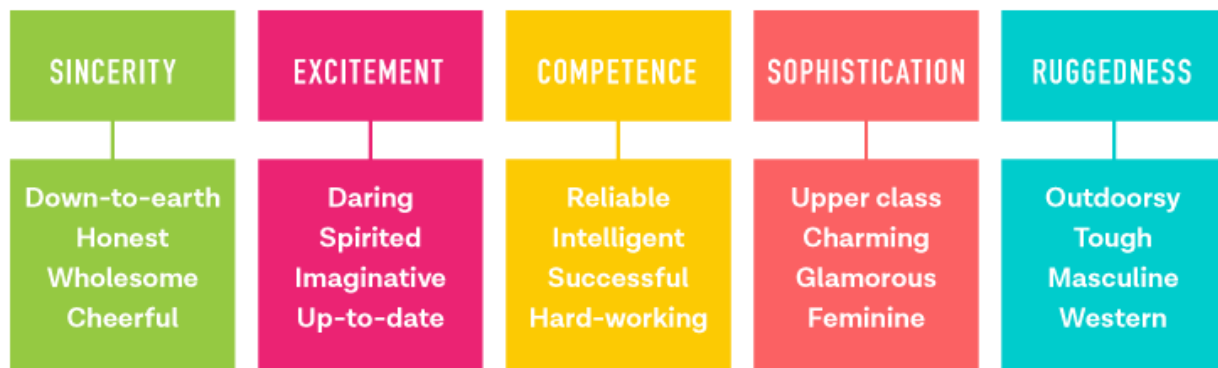 SINCERITY
Down-to-earth
Honest
Wholesome
Cheerful
EXCITEMENT
Daring
Spirited
Imaginative
Up-to-date
COMPETENCE
Reliable
Intelligent
Successful
Hard-working
SOPHISTICATION
Upper class
Charming
Glamorous
Feminine
RUGGEDNESS
Outdoorsy
Tough
Masculine
Western